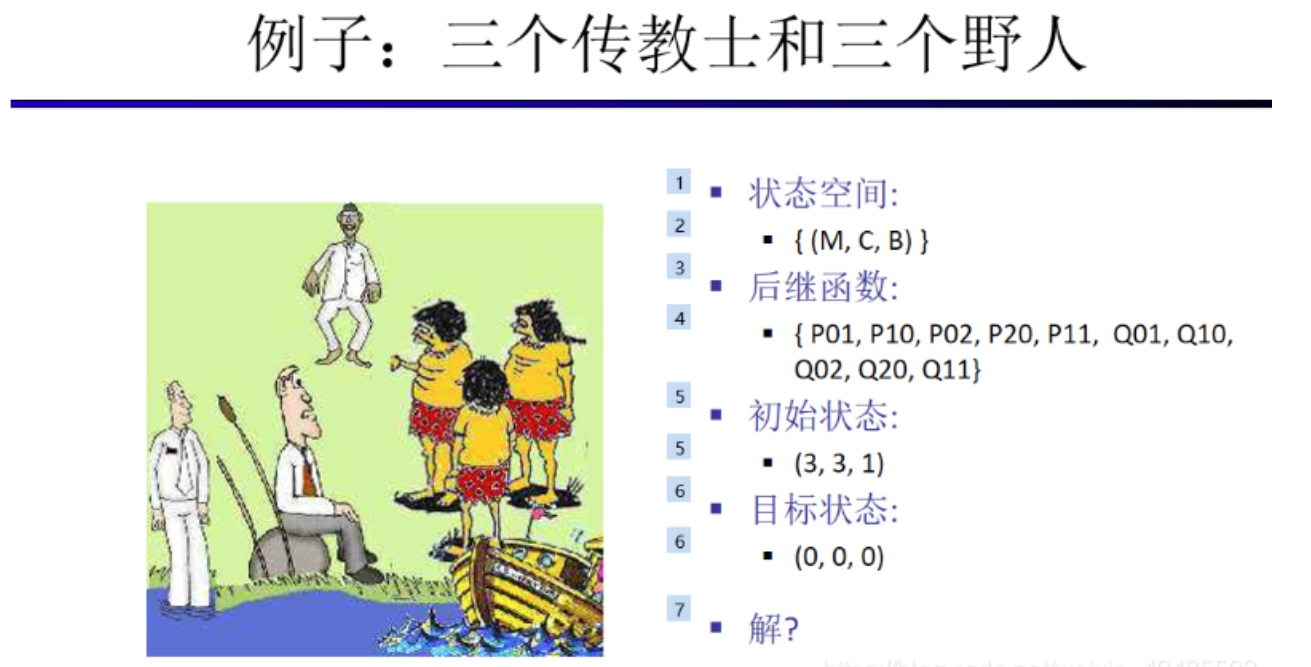 例子：三个传教士和三个野人
1
状态空间:
2
{ (M, C, B) }
3
后继函数:
4
{ P01, P10, P02, P20, P11, Q01, Q10,
Q02, Q20, Q11}
5
初始状态:
5
(3, 3, 1)
6
目标状态:
6
(0, 0, 0)
7
解?